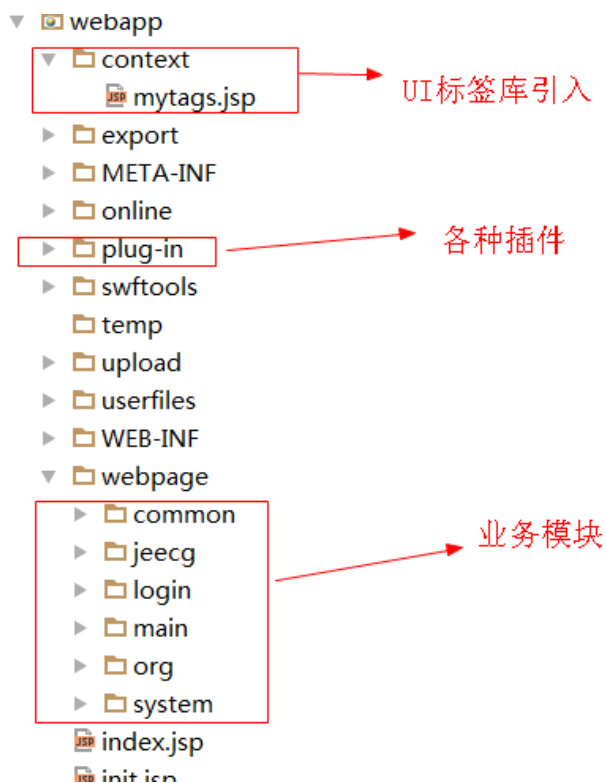 webapp
context
mytags.jsp
UI标签库引入
export
META-INF
online
plug-in
各种插件
swftools
temp
upload
userfiles
WEB-INF
webpage
common
jeecg
业务模块
login
main
org
system
index.jsp
init.jsp